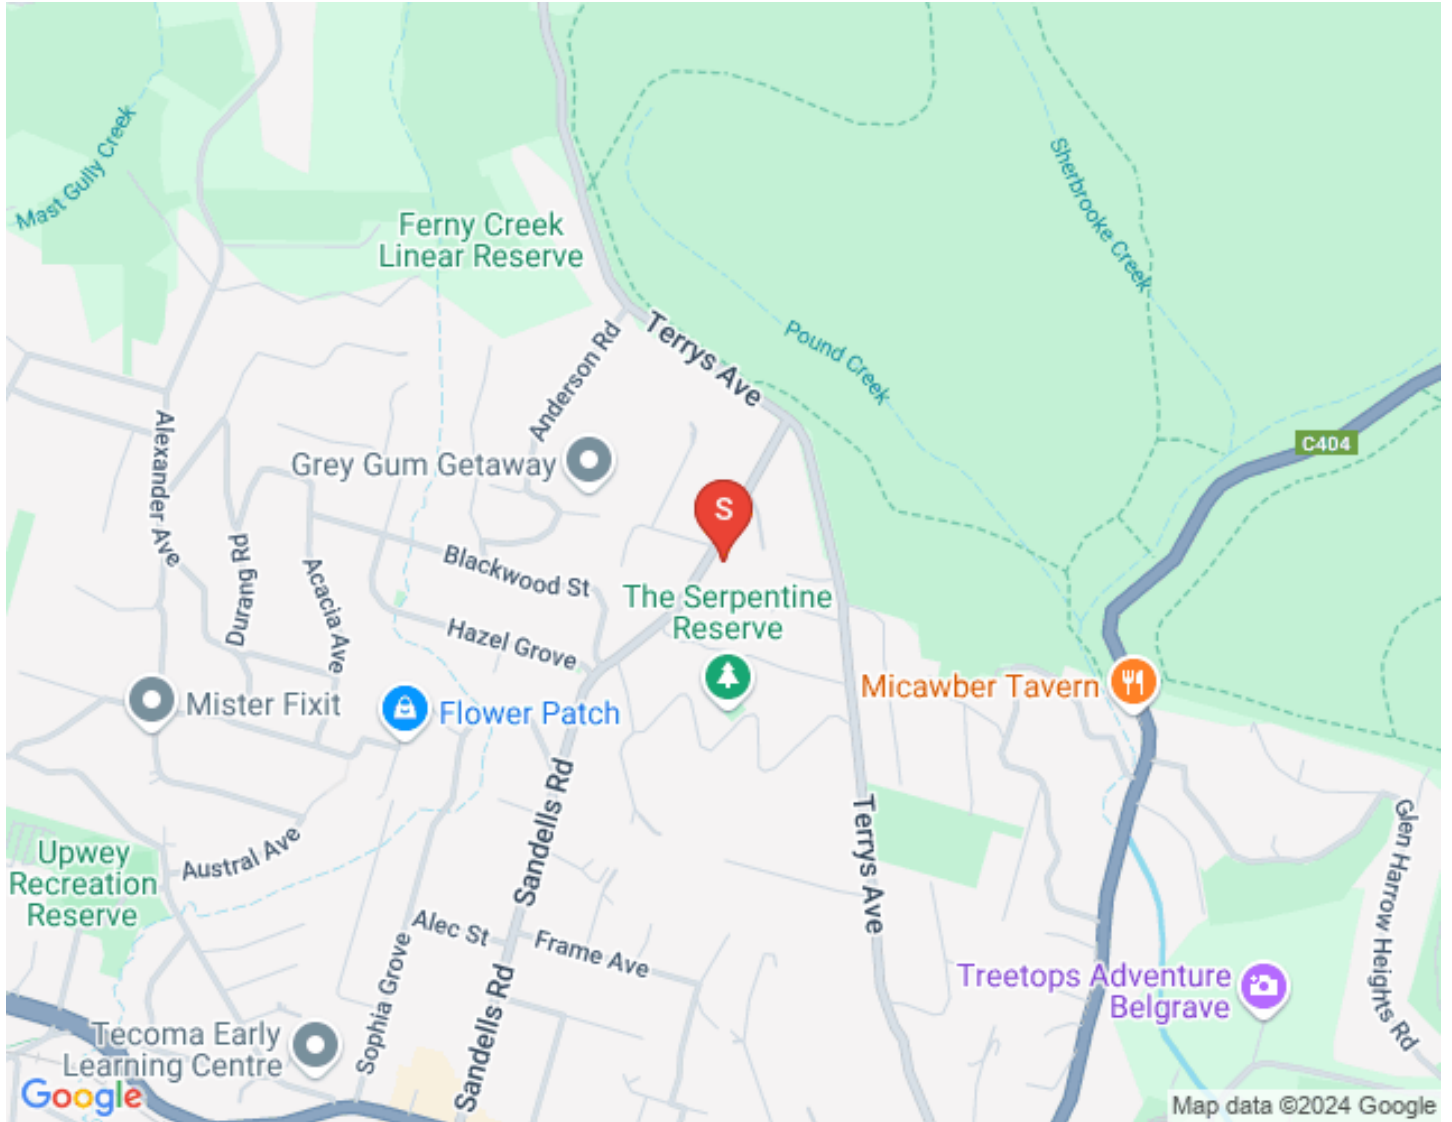 Mast Gully Creek
Ferny Creek
Linear Reserve
Sherbrooke Creek
Pound Creek
Terrys Ave
Anderson Rd
C404
Alexander Ave
Grey Gum Getaway
S
Blackwood St
Durang Rd
Acacia Ave
The Serpentine
Reserve
Hazel Grove
Mister Fixit
Flower Patch
Micawber Tavern
Sandells Rd
Terrys Ave
Glen Harrow Heights Rd
Austral Ave
Upwey
Recreation
Reserve
Alec St
Frame Ave
Sophia Grove
Sandells Rd
Treetops Adventure
Belgrave
Tecoma Early
Learning Centre
Google
Map data ©2024 Google